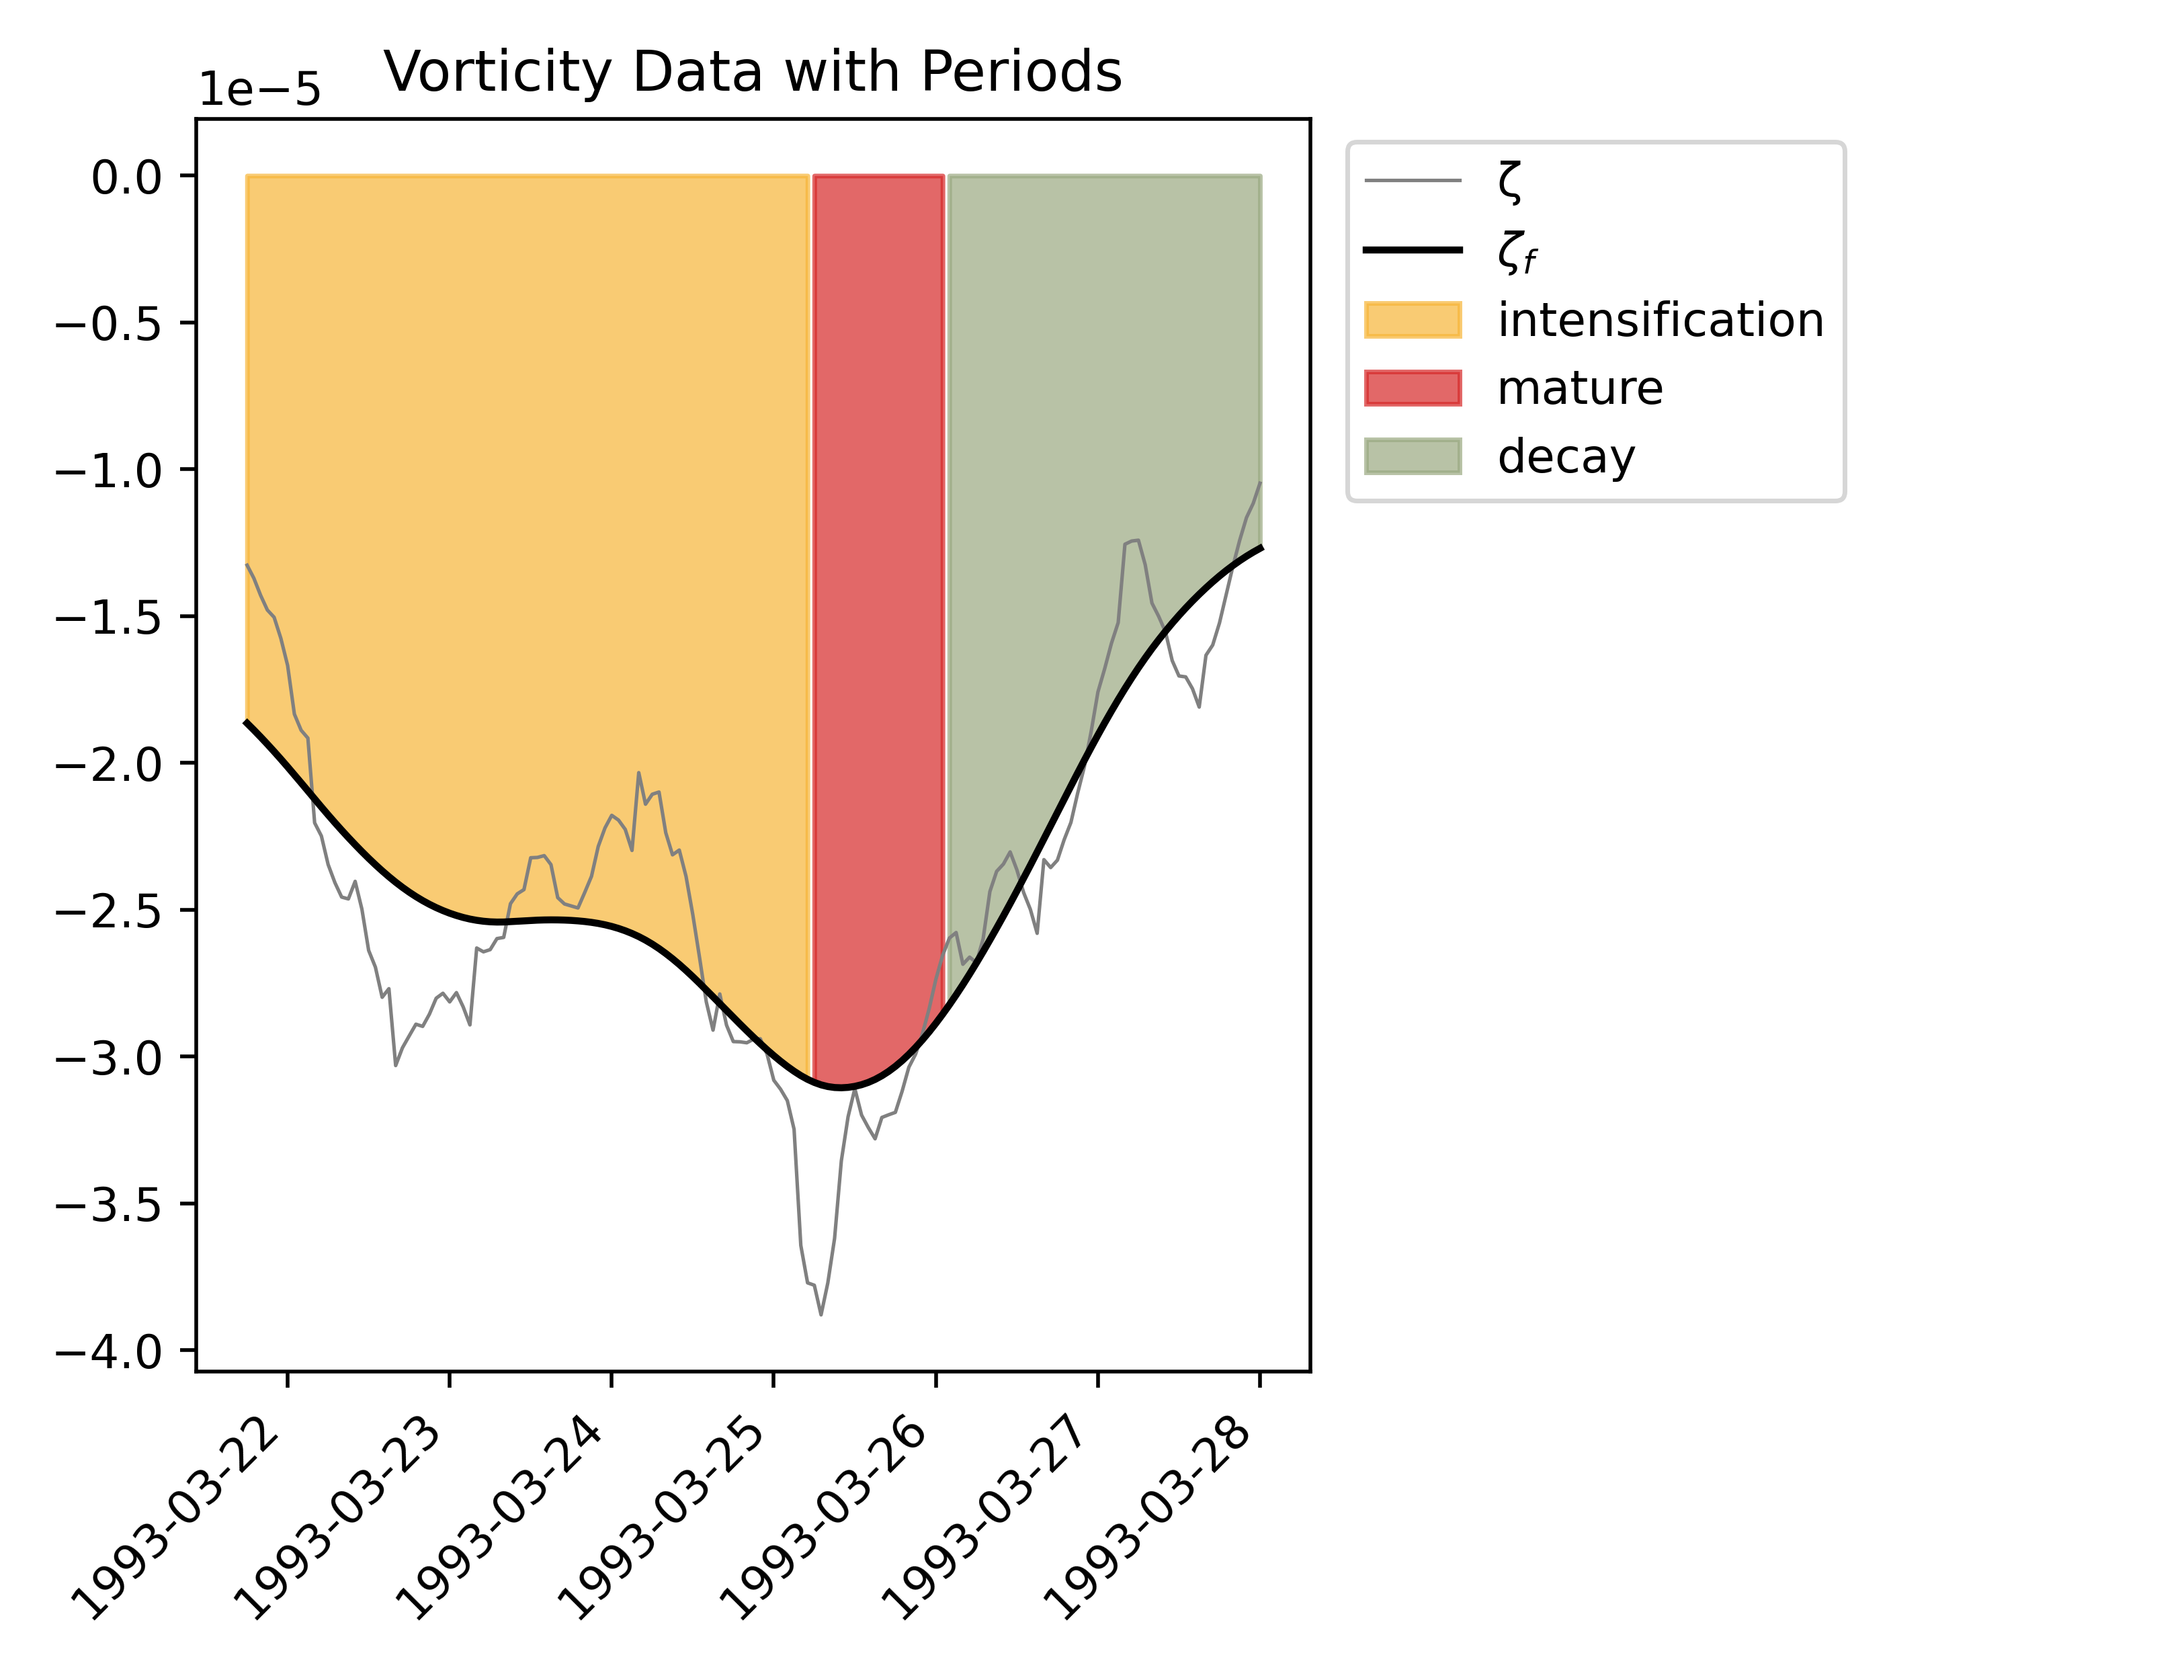 Vorticity Data with Periods
1e−5
0.0
−0.5
−1.0
−1.5
−2.0
−2.5
−3.0
−3.5
−4.0
1993-03-22
1993-03-23
1993-03-24
1993-03-25
1993-03-26
1993-03-27
1993-03-28
ζ
ζf
intensification
mature
decay